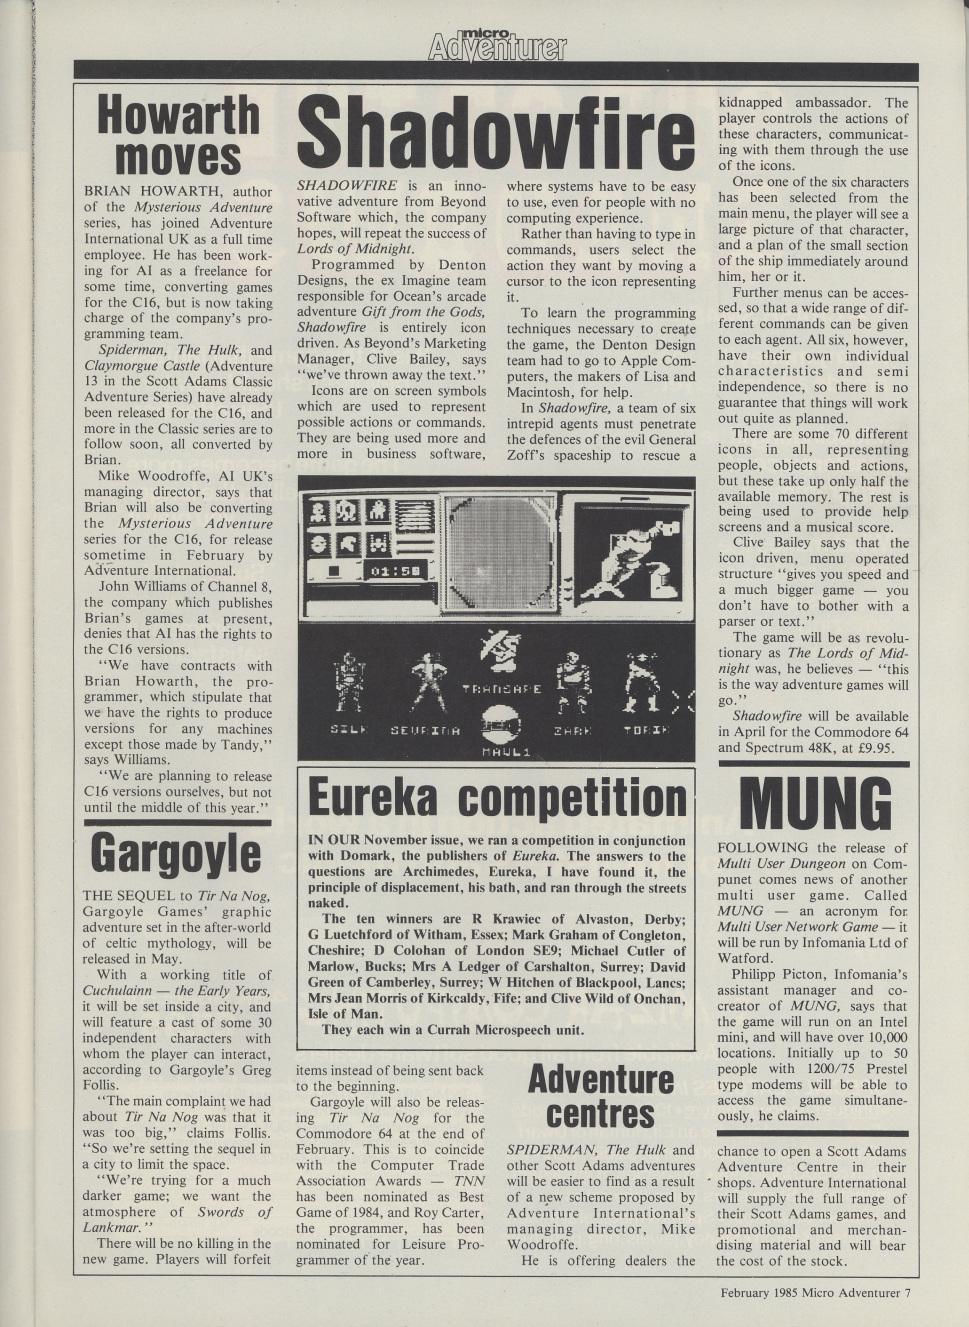 micro
Adventurer
Howarth
moves
BRIAN HOWARTH, author
of the Mysterious Adventure
series, has joined Adventure
International UK as a full time
employee. He has been work-
ing for AI as a freelance for
some time, converting games
for the C16, but is now taking
charge of the company's pro-
gramming team.
Spiderman, The Hulk, and
Claymorgue Castle (Adventure
13 in the Scott Adams Classic
Adventure Series) have already
been released for the C16, and
more in the Classic series are to
follow soon, all converted by
Brian.
Mike Woodroffe, AI UK's
managing director, says that
Brian will also be converting
the Mysterious Adventure
series for the C16, for release
sometime in February by
Adventure International.
John Williams of Channel 8,
the company which publishes
Brian's games at present,
denies that AI has the rights to
the C16 versions.
"We have contracts with
Brian Howarth, the pro-
grammer, which stipulate that
we have the rights to produce
versions for any machines
except those made by Tandy,"
says Williams.
"We are planning to release
C16 versions ourselves, but not
until the middle of this year."
Shadowfire
SHADOWFIRE is an inno-
vative adventure from Beyond
Software which, the company
hopes, will repeat the success of
Lords of Midnight.
Programmed by Denton
Designs, the ex Imagine team
responsible for Ocean's arcade
adventure Gift from the Gods,
Shadowfire is entirely icon
driven. As Beyond's Marketing
Manager, Clive Bailey, says
"we've thrown away the text."
Icons are on screen symbols
which are used to represent
possible actions or commands.
They are being used more and
more in business software,
where systems have to be easy
to use, even for people with no
computing experience.
Rather than having to type in
commands, users select the
action they want by moving a
cursor to the icon representing
it.
To learn the programming
techniques necessary to create
the game, the Denton Design
team had to go to Apple Com-
puters, the makers of Lisa and
Macintosh, for help.
In Shadowfire, a team of six
intrepid agents must penetrate
the defences of the evil General
Zoff's spaceship to rescue a
kidnapped ambassador. The
player controls the actions of
these characters, communicat-
ing with them through the use
of the icons.
Once one of the six characters
has been selected from the
main menu, the player will see a
large picture of that character,
and a plan of the small section
of the ship immediately around
him, her or it.
Further menus can be acces-
sed, so that a wide range of dif-
ferent commands can be given
to each agent. All six, however,
have their own individual
characteristics and semi
independence, so there is no
guarantee that things will work
out quite as planned.
There are some 70 different
icons in all, representing
people, objects and actions,
but these take up only half the
available memory. The rest is
being used to provide help
screens and a musical score.
Clive Bailey says that the
icon driven, menu operated
structure "gives you speed and
a much bigger game — you
don't have to bother with a
parser or text."
The game will be as revolu-
tionary as The Lords of Mid-
night was, he believes — "this
is the way adventure games will
go."
Shadowfire will be available
in April for the Commodore 64
and Spectrum 48K, at £9.95.
01:58
TRANSAPE
SILK SEVRINA ZARK TORIK
MAUL1
Eureka competition
IN OUR November issue, we ran a competition in conjunction
with Domark, the publishers of Eureka. The answers to the
questions are Archimedes, Eureka, I have found it, the
principle of displacement, his bath, and ran through the streets
naked.
The ten winners are R Krawiec of Alvaston, Derby;
G Luetchford of Witham, Essex; Mark Graham of Congleton,
Cheshire; D Colohan of London SE9; Michael Cutler of
Marlow, Bucks; Mrs A Ledger of Carshalton, Surrey; David
Green of Camberley, Surrey; W Hitchen of Blackpool, Lancs;
Mrs Jean Morris of Kirkcaldy, Fife; and Clive Wild of Onchan,
Isle of Man.
They each win a Currah Microspeech unit.
MUNG
FOLLOWING the release of
Multi User Dungeon on Com-
punet comes news of another
multi user game. Called
MUNG — an acronym for
Multi User Network Game — it
will be run by Infomania Ltd of
Watford.
Philipp Picton, Infomania's
assistant manager and co-
creator of MUNG, says that
the game will run on an Intel
mini, and will have over 10,000
locations. Initially up to 50
people with 1200/75 Prestel
type modems will be able to
access the game simultane-
ously, he claims.
Gargoyle
THE SEQUEL to Tir Na Nog,
Gargoyle Games' graphic
adventure set in the after-world
of celtic mythology, will be
released in May.
With a working title of
Cuchulainn — the Early Years,
it will be set inside a city, and
will feature a cast of some 30
independent characters with
whom the player can interact,
according to Gargoyle's Greg
Follis.
"The main complaint we had
about Tir Na Nog was that it
was too big," claims Follis.
"So we're setting the sequel in
a city to limit the space.
"We're trying for a much
darker game; we want the
atmosphere of Swords of
Lankmar."
There will be no killing in the
new game. Players will forfeit
items instead of being sent back
to the beginning.
Gargoyle will also be releas-
ing Tir Na Nog for the
Commodore 64 at the end of
February. This is to coincide
with the Computer Trade
Association Awards — TNN
has been nominated as Best
Game of 1984, and Roy Carter,
the programmer, has been
nominated for Leisure Pro-
grammer of the year.
Adventure
centres
SPIDERMAN, The Hulk and
other Scott Adams adventures
will be easier to find as a result
of a new scheme proposed by
Adventure International's
managing director, Mike
Woodroffe.
He is offering dealers the
chance to open a Scott Adams
Adventure Centre in their
shops. Adventure International
will supply the full range of
their Scott Adams games, and
promotional and merchan-
dising material and will bear
the cost of the stock.
February 1985 Micro Adventurer 7